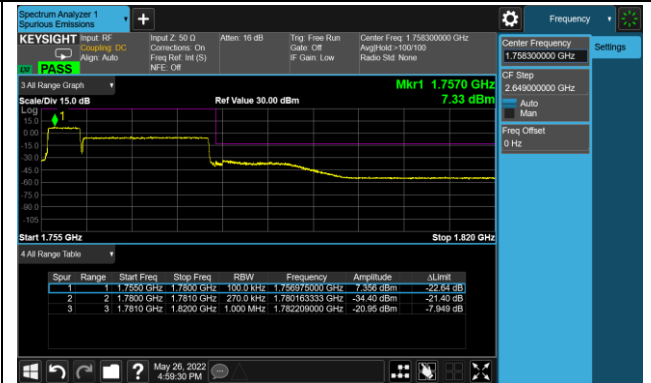 Spectrum Analyzer 1
Spurious Emissions
Frequency
KEYSIGHT
Input: RF
Coupling: DC
Align: Auto
Input Z: 50 Ω
Corrections: On
Freq Ref: Int (S)
NFE: Off
Atten: 16 dB
Trig: Free Run
Gate: Off
IF Gain: Low
Center Freq: 1.758300000 GHz
Avg|Hold:>100/100
Radio Std: None
PASS
Center Frequency
1.758300000 GHz
Settings
CF Step
2.649000000 GHz
Auto
Man
Freq Offset
0 Hz
3 All Range Graph
Mkr1 1.7570 GHz
7.33 dBm
Scale/Div 15.0 dB
Ref Value 30.00 dBm
Log
1
15.0
0.00
-15.0
-30.0
-45.0
-60.0
-75.0
-90.0
-105
Start 1.755 GHz
Stop 1.820 GHz
4 All Range Table
Spur Range Start Freq Stop Freq RBW Frequency Amplitude ΔLimit
1 1 1.7550 GHz 1.7800 GHz 100.0 kHz 1.756975000 GHz 7.356 dBm -22.64 dB
2 2 1.7800 GHz 1.7810 GHz 270.0 kHz 1.780163333 GHz -34.40 dBm -21.40 dB
3 3 1.7810 GHz 1.8200 GHz 1.000 MHz 1.782209000 GHz -20.95 dBm -7.949 dB
May 26, 2022
4:59:30 PM